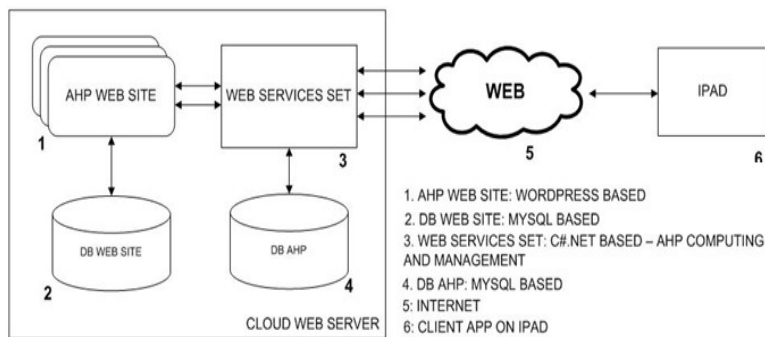 AHP WEB SITE
1
WEB SERVICES SET
3
WEB
5
IPAD
6
DB WEB SITE
2
DB AHP
4
CLOUD WEB SERVER
1. AHP WEB SITE: WORDPRESS BASED
2. DB WEB SITE: MYSQL BASED
3. WEB SERVICES SET: C#.NET BASED – AHP COMPUTING
AND MANAGEMENT
4. DB AHP: MYSQL BASED
5: INTERNET
6: CLIENT APP ON IPAD